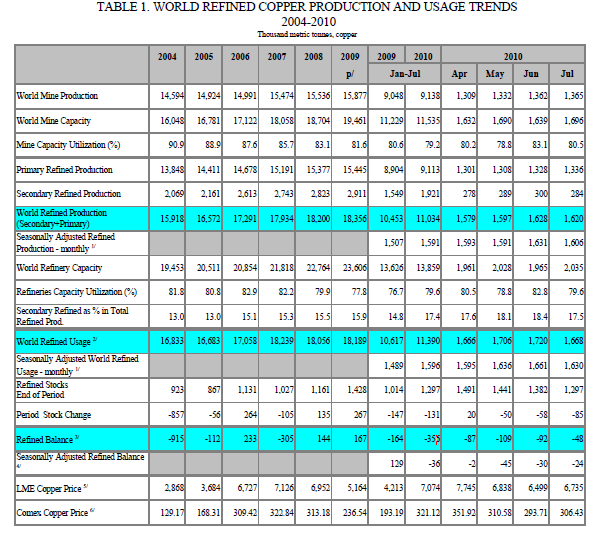 TABLE 1. WORLD REFINED COPPER PRODUCTION AND USAGE TRENDS
2004-2010
Thousand metric tonnes, copper
2004 2005 2006 2007 2008 2009 2009 2010 2010
p/ Jan-Jul Apr May Jun Jul
World Mine Production 14,594 14,924 14,991 15,474 15,536 15,877 9,048 9,138 1,309 1,332 1,362 1,365
World Mine Capacity 16,048 16,781 17,122 18,058 18,704 19,461 11,229 11,535 1,632 1,690 1,639 1,696
Mine Capacity Utilization (%) 90.9 88.9 87.6 85.7 83.1 81.6 80.6 79.2 80.2 78.8 83.1 80.5
Primary Refined Production 13,848 14,411 14,678 15,191 15,377 15,445 8,904 9,113 1,301 1,308 1,328 1,336
Secondary Refined Production 2,069 2,161 2,613 2,743 2,823 2,911 1,549 1,921 278 289 300 284
World Refined Production
(Secondary+Primary) 15,918 16,572 17,291 17,934 18,200 18,356 10,453 11,034 1,579 1,597 1,628 1,620
Seasonally Adjusted Refined
Production - monthly 1/ 1,507 1,591 1,593 1,591 1,631 1,606
World Refinery Capacity 19,453 20,511 20,854 21,818 22,764 23,606 13,626 13,859 1,961 2,028 1,965 2,035
Refineries Capacity Utilization (%) 81.8 80.8 82.9 82.2 79.9 77.8 76.7 79.6 80.5 78.8 82.8 79.6
Secondary Refined as % in Total
Refined Prod. 13.0 13.0 15.1 15.3 15.5 15.9 14.8 17.4 17.6 18.1 18.4 17.5
World Refined Usage 2/ 16,833 16,683 17,058 18,239 18,056 18,189 10,617 11,390 1,666 1,706 1,720 1,668
Seasonally Adjusted World Refined
Usage - monthly 1/ 1,489 1,596 1,595 1,636 1,661 1,630
Refined Stocks
End of Period 923 867 1,131 1,027 1,161 1,428 1,014 1,297 1,491 1,441 1,382 1,297
Period Stock Change -857 -56 264 -105 135 267 -147 -131 20 -50 -58 -85
Refined Balance 3/ -915 -112 233 -305 144 167 -164 -355 -87 -109 -92 -48
Seasonally Adjusted Refined Balance
4/ 129 -36 -2 -45 -30 -24
LME Copper Price 5/ 2,868 3,684 6,727 7,126 6,952 5,164 4,213 7,074 7,745 6,838 6,499 6,735
Comex Copper Price 6/ 129.17 168.31 309.42 322.84 313.18 236.54 193.19 321.12 351.92 310.58 293.71 306.43